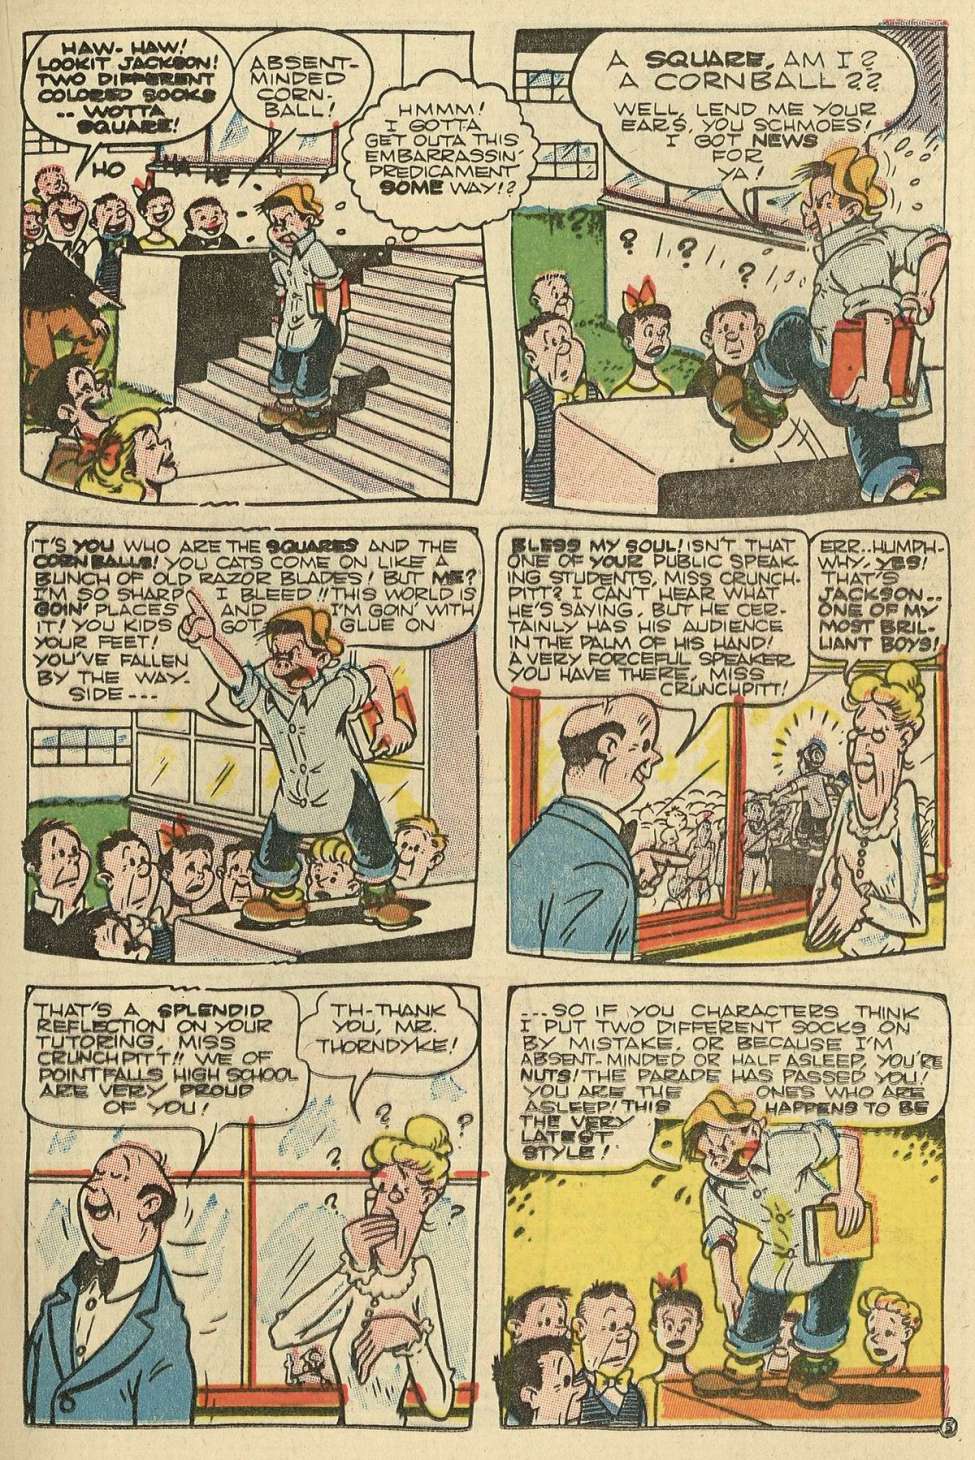 HAW-HAW!
LOOKIT JACKSON!
TWO DIFFERENT
COLORED SOCKS
.. WOTTA
SQUARE!
ABSENT-
MINDED
CORN-
BALL!
HMMM!
I GOTTA
GET OUTA THIS
EMBARRASSIN'
PREDICAMENT
SOME WAY!?
HO
HA
HE
A SQUARE, AM I?
A CORNBALL??
WELL, LEND ME YOUR
EARS, YOU SCHMOES!
I GOT NEWS
FOR
YA!
?
?
?
?
IT'S YOU WHO ARE THE SQUARES AND THE
CORNBALLS! YOU CATS COME ON LIKE A
BUNCH OF OLD RAZOR BLADES! BUT ME?
I'M SO SHARP I BLEED!! THIS WORLD IS
GOIN' PLACES AND I'M GOIN' WITH
IT! YOU KIDS GOT GLUE ON
YOUR FEET!
YOU'VE FALLEN
BY THE WAY-
SIDE ---
BLESS MY SOUL! ISN'T THAT
ONE OF YOUR PUBLIC SPEAK-
ING STUDENTS, MISS CRUNCH-
PITT? I CAN'T HEAR WHAT
HE'S SAYING, BUT HE CER-
TAINLY HAS HIS AUDIENCE
IN THE PALM OF HIS HAND!
A VERY FORCEFUL SPEAKER
YOU HAVE THERE, MISS
CRUNCHPITT!
ERR..HUMPH-
WHY, YES!
THAT'S
JACKSON..
ONE OF MY
MOST BRIL-
LIANT BOYS!
THAT'S A SPLENDID
REFLECTION ON YOUR
TUTORING, MISS
CRUNCHPITT!! WE OF
POINTFALLS HIGH SCHOOL
ARE VERY PROUD
OF YOU!
TH-THANK
YOU, MR.
THORNDYKE!
?
?
?
?
?
...SO IF YOU CHARACTERS THINK
I PUT TWO DIFFERENT SOCKS ON
BY MISTAKE, OR BECAUSE I'M
ABSENT-MINDED OR HALF ASLEEP, YOU'RE
NUTS! THE PARADE HAS PASSED YOU!
YOU ARE THE ONES WHO ARE
ASLEEP! THIS HAPPENS TO BE
THE VERY
LATEST
STYLE!
5